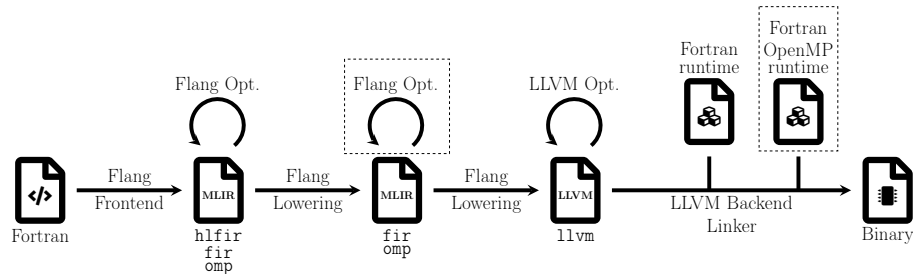 Fortran
OpenMP
runtime
Fortran
runtime
Flang Opt.
Flang Opt.
LLVM Opt.
</>
Flang
Frontend
MLIR
Flang
Lowering
MLIR
Flang
Lowering
LLVM
LLVM Backend
Linker
Fortran
hlfir
fir
omp
fir
omp
llvm
Binary